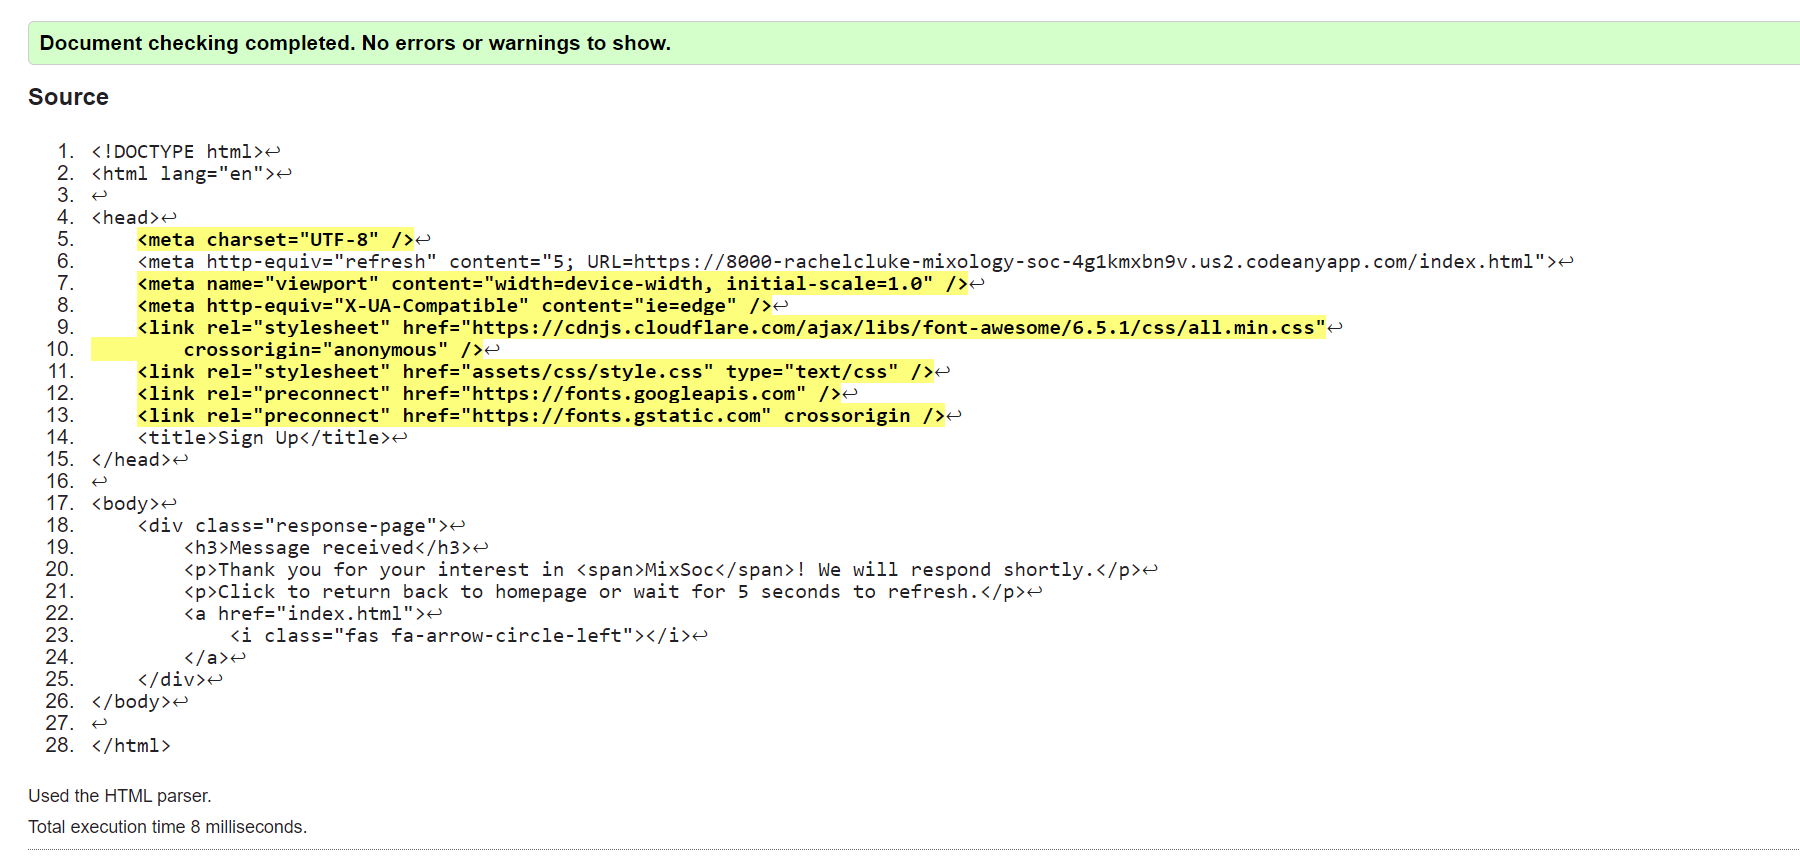 Document checking completed. No errors or warnings to show.
Source
1. <!DOCTYPE html>↩
2. <html lang="en">↩
3. ↩
4. <head>↩
5.     <meta charset="UTF-8" />↩
6.     <meta http-equiv="refresh" content="5; URL=https://8000-rachelcluke-mixology-soc-4g1kmxbn9v.us2.codeanyapp.com/index.html">↩
7.     <meta name="viewport" content="width=device-width, initial-scale=1.0" />↩
8.     <meta http-equiv="X-UA-Compatible" content="ie=edge" />↩
9.     <link rel="stylesheet" href="https://cdnjs.cloudflare.com/ajax/libs/font-awesome/6.5.1/css/all.min.css"↩
10.         crossorigin="anonymous" />↩
11.     <link rel="stylesheet" href="assets/css/style.css" type="text/css" />↩
12.     <link rel="preconnect" href="https://fonts.googleapis.com" />↩
13.     <link rel="preconnect" href="https://fonts.gstatic.com" crossorigin />↩
14.     <title>Sign Up</title>↩
15. </head>↩
16. ↩
17. <body>↩
18.     <div class="response-page">↩
19.         <h3>Message received</h3>↩
20.         <p>Thank you for your interest in <span>MixSoc</span>! We will respond shortly.</p>↩
21.         <p>Click to return back to homepage or wait for 5 seconds to refresh.</p>↩
22.         <a href="index.html">↩
23.             <i class="fas fa-arrow-circle-left"></i>↩
24.         </a>↩
25.     </div>↩
26. </body>↩
27. ↩
28. </html>
Used the HTML parser.
Total execution time 8 milliseconds.